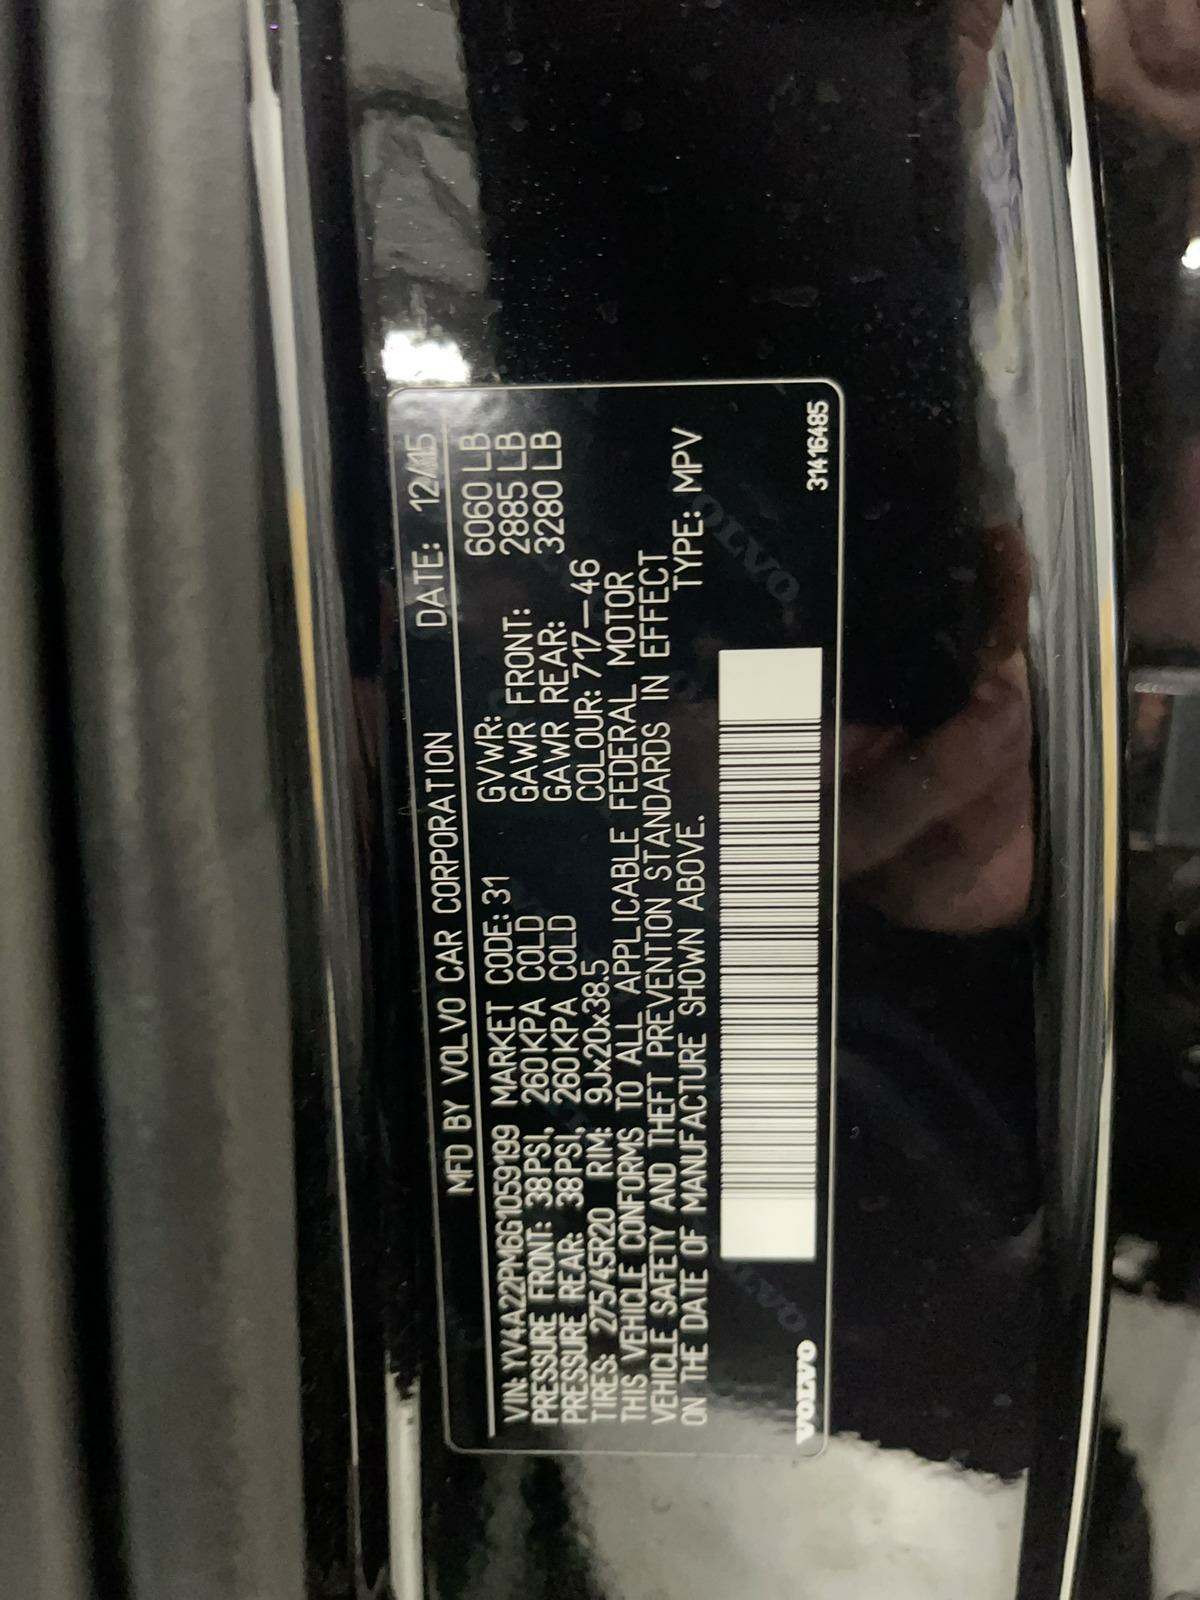 MFD BY VOLVO CAR CORPORATION DATE: 12/15
VIN: YV4A22PM6G1059199 MARKET CODE: 31 GVWR: 6060 LB
PRESSURE FRONT: 38PSI, 260KPA COLD GAWR FRONT: 2885 LB
PRESSURE REAR: 38PSI, 260KPA COLD GAWR REAR: 3280 LB
TIRES: 275/45R20 RIM: 9Jx20x38.5 COLOUR: 717-46
THIS VEHICLE CONFORMS TO ALL APPLICABLE FEDERAL MOTOR
VEHICLE SAFETY AND THEFT PREVENTION STANDARDS IN EFFECT
ON THE DATE OF MANUFACTURE SHOWN ABOVE. TYPE: MPV
VOLVO
VOLVO 31416485